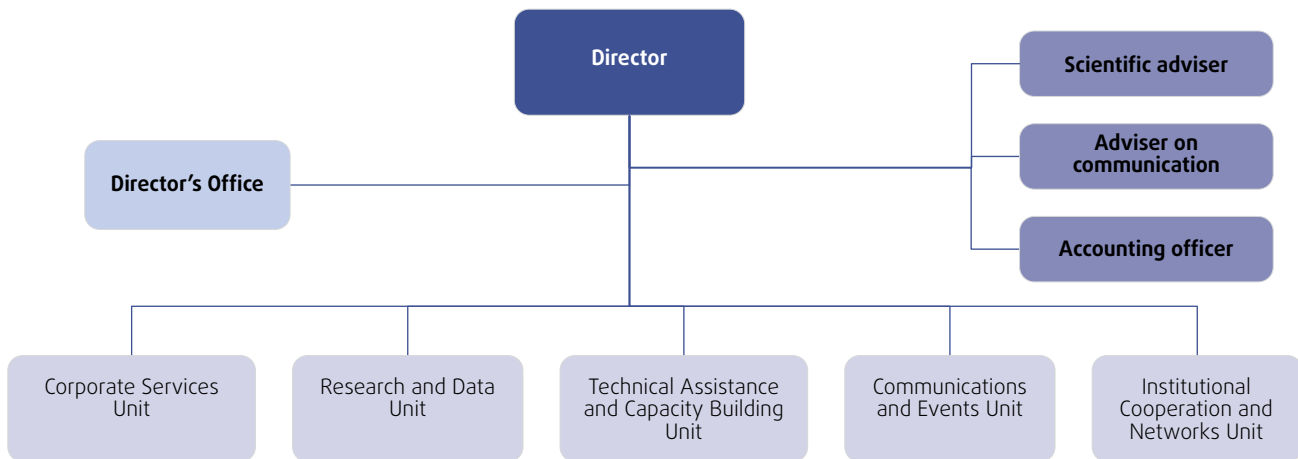 Director
Scientific adviser
Adviser on
communication
Director’s Office
Accounting officer
Corporate Services
Unit
Research and Data
Unit
Technical Assistance
and Capacity Building
Unit
Communications
and Events Unit
Institutional
Cooperation and
Networks Unit